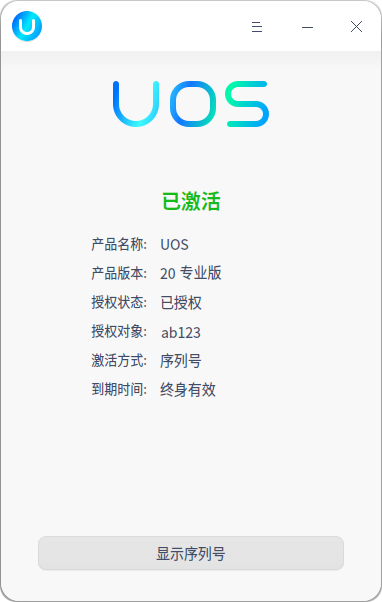 UOS
已激活
产品名称: UOS
产品版本: 20 专业版
授权状态: 已授权
授权对象: ab123
激活方式: 序列号
到期时间: 终身有效
显示序列号